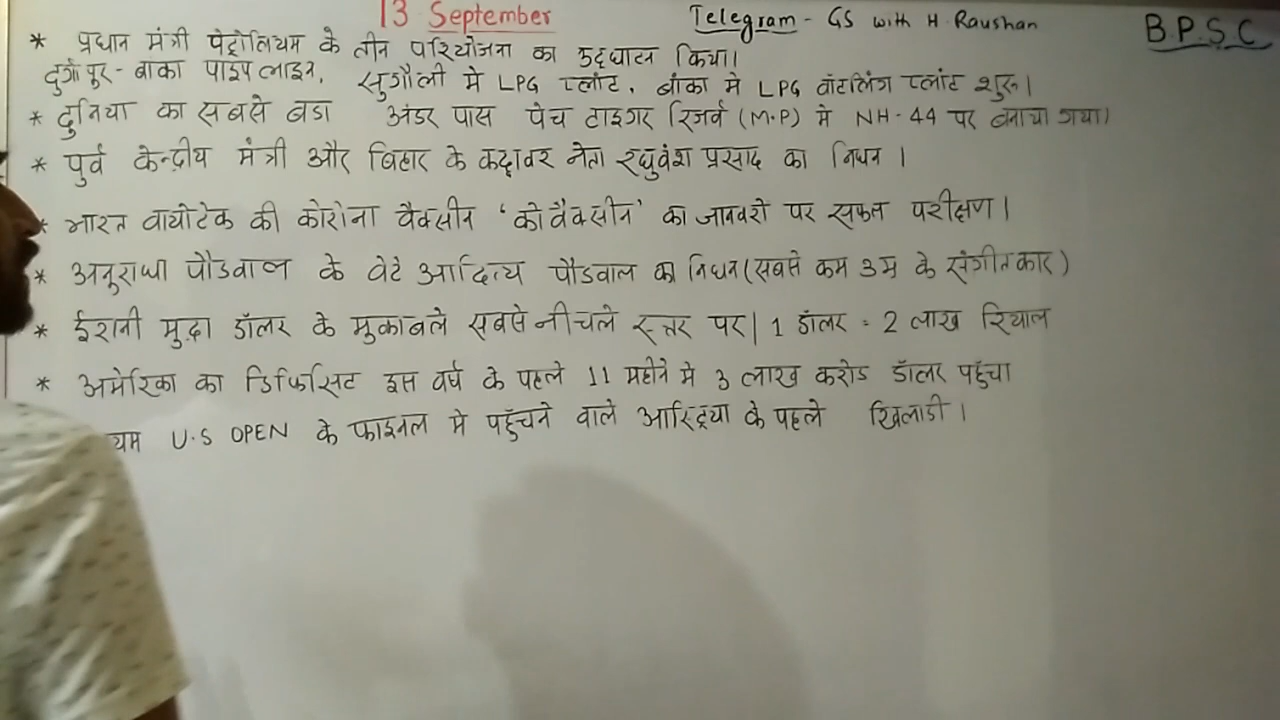 13 September
Telegram - GS with H Raushan
B.P.S.C
* प्रधान मंत्री पेट्रोलियम के तीन परियोजना का उदघाटन किया।
दुर्गापुर - बाका पाइप लाइन, सुगौली मे LPG प्लांट, बांका मे LPG वॉटलिंग प्लांट शुरू।
* दुनिया का सबसे बडा अंडर पास पेच टाइगर रिजर्व (M.P) मे NH-44 पर बनाया गया।
* पुर्व केन्द्रीय मंत्री और बिहार के कद्दावर नेता रघुवंश प्रसाद का निधन।
* भारत वायोटेक की कोरोना वैक्सीन 'को वैक्सीन' का जानवरो पर सफल परीक्षण।
* अनुराधा पौडवाल के वेटे आदित्य पौडवाल का निधन (सबसे कम उम्र के संगीतकार)
* ईरानी मुद्रा डॉलर के मुकाबले सबसे नीचले स्तर पर। 1 डॉलर = 2 लाख रियाल
* अमेरिका का डिफिसिट इस वर्ष के पहले 11 महीने मे 3 लाख करोड डॉलर पहुँचा
यम U.S OPEN के फाइनल मे पहुँचने वाले आस्ट्रिया के पहले खिलाडी।